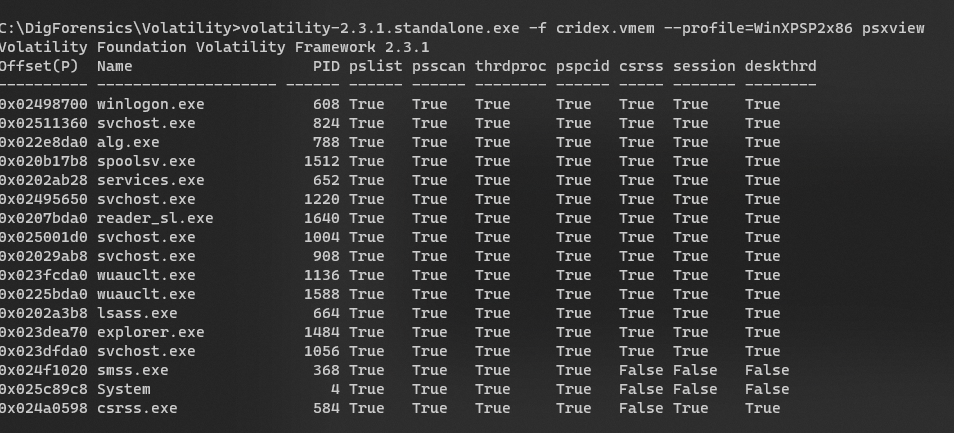 C:\DigForensics\Volatility>volatility-2.3.1.standalone.exe -f cridex.vmem --profile=WinXPSP2x86 psxview
Volatility Foundation Volatility Framework 2.3.1
Offset(P)  Name                    PID pslist psscan thrdproc pspcid csrss session deskthrd
---------- -------------------- ------ ------ ------ -------- ------ ----- ------- --------
0x02498700 winlogon.exe            608 True   True   True     True   True  True    True
0x02511360 svchost.exe             824 True   True   True     True   True  True    True
0x022e8da0 alg.exe                 788 True   True   True     True   True  True    True
0x020b17b8 spoolsv.exe            1512 True   True   True     True   True  True    True
0x0202ab28 services.exe            652 True   True   True     True   True  True    True
0x02495650 svchost.exe            1220 True   True   True     True   True  True    True
0x0207bda0 reader_sl.exe          1640 True   True   True     True   True  True    True
0x025001d0 svchost.exe            1004 True   True   True     True   True  True    True
0x02029ab8 svchost.exe             908 True   True   True     True   True  True    True
0x023fcda0 wuauclt.exe            1136 True   True   True     True   True  True    True
0x0225bda0 wuauclt.exe            1588 True   True   True     True   True  True    True
0x0202a3b8 lsass.exe               664 True   True   True     True   True  True    True
0x023dea70 explorer.exe           1484 True   True   True     True   True  True    True
0x023dfda0 svchost.exe            1056 True   True   True     True   True  True    True
0x024f1020 smss.exe                368 True   True   True     True   False False   False
0x025c89c8 System                    4 True   True   True     True   False False   False
0x024a0598 csrss.exe               584 True   True   True     True   False True    True